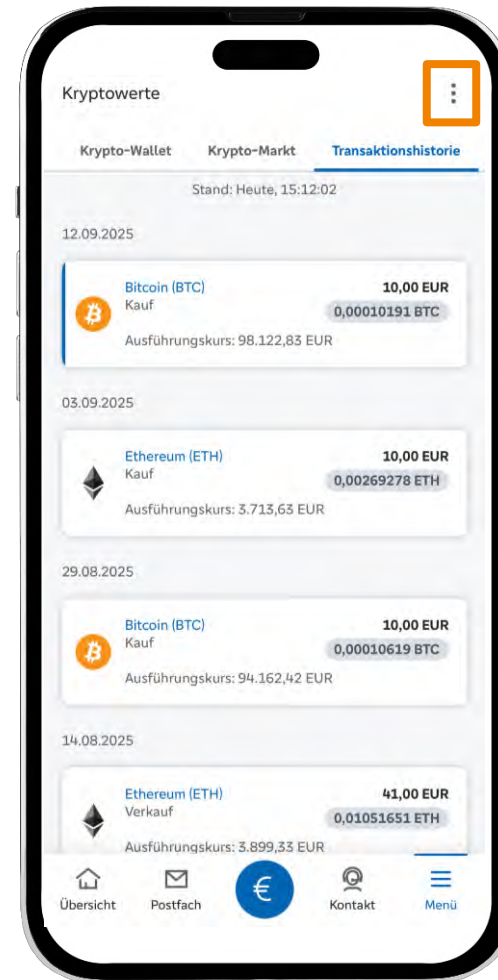 Kryptowerte
Krypto-Wallet Krypto-Markt Transaktionshistorie
Stand: Heute, 15:12:02
12.09.2025
Bitcoin (BTC) 10,00 EUR
Kauf 0,00010191 BTC
Ausführungskurs: 98.122,83 EUR
03.09.2025
Ethereum (ETH) 10,00 EUR
Kauf 0,00269278 ETH
Ausführungskurs: 3.713,63 EUR
29.08.2025
Bitcoin (BTC) 10,00 EUR
Kauf 0,00010619 BTC
Ausführungskurs: 94.162,42 EUR
14.08.2025
Ethereum (ETH) 41,00 EUR
Verkauf 0,01051651 ETH
Ausführungskurs: 3.899,33 EUR
€
Übersicht Postfach Kontakt Menü